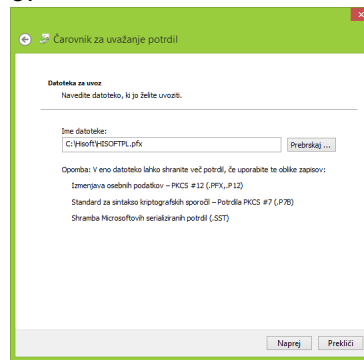 Čarovnik za uvažanje potrdil
Datoteka za uvoz
Navedite datoteko, ki jo želite uvoziti.
Ime datoteke:
C:\Hisoft\HISOFTPL.pfx
Prebrskaj ...
Opomba: V eno datoteko lahko shranite več potrdil, če uporabite te oblike zapisov:
Izmenjava osebnih podatkov – PKCS #12 (.PFX,.P12)
Standard za sintakso kriptografskih sporočil – Potrdila PKCS #7 (.P7B)
Shramba Microsoftovih serializiranih potrdil (.SST)
Naprej
Prekliči